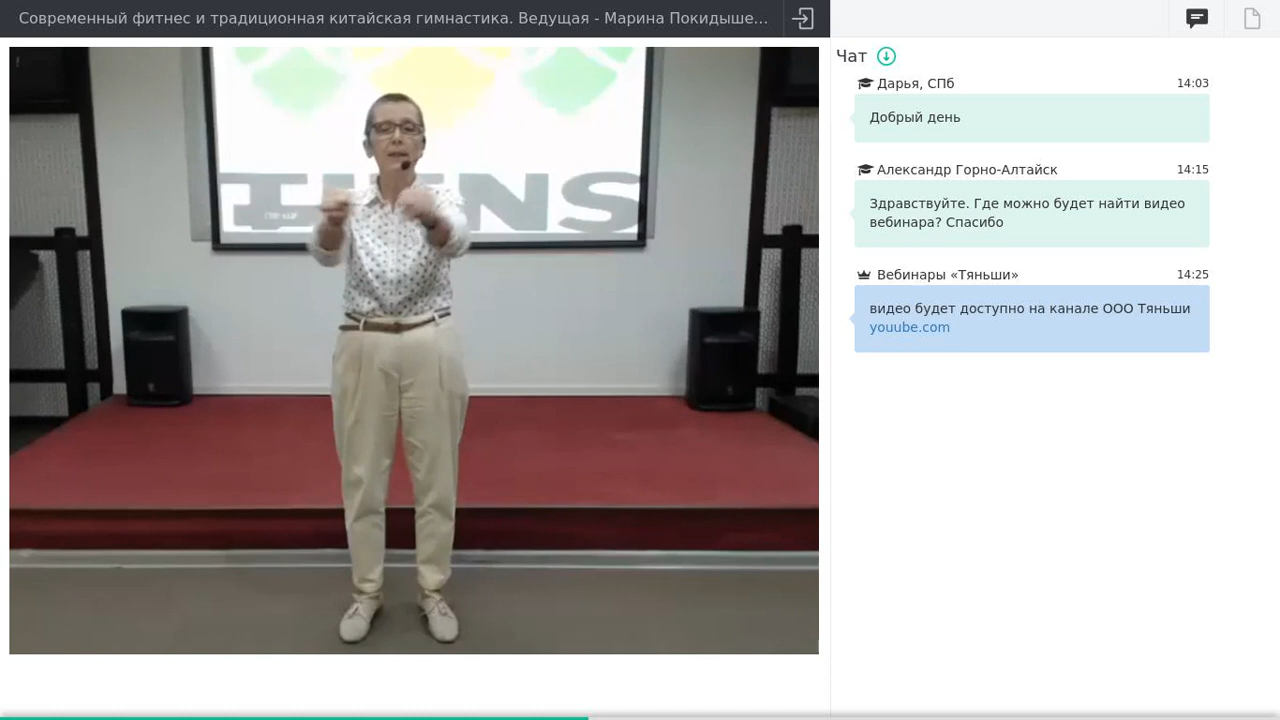 Современный фитнес и традиционная китайская гимнастика. Ведущая - Марина Покидыше...
Чат
Дарья, СПб 14:03
Добрый день
Александр Горно-Алтайск 14:15
Здравствуйте. Где можно будет найти видео
вебинара? Спасибо
Вебинары «Тяньши» 14:25
видео будет доступно на канале ООО Тяньши
youube.com